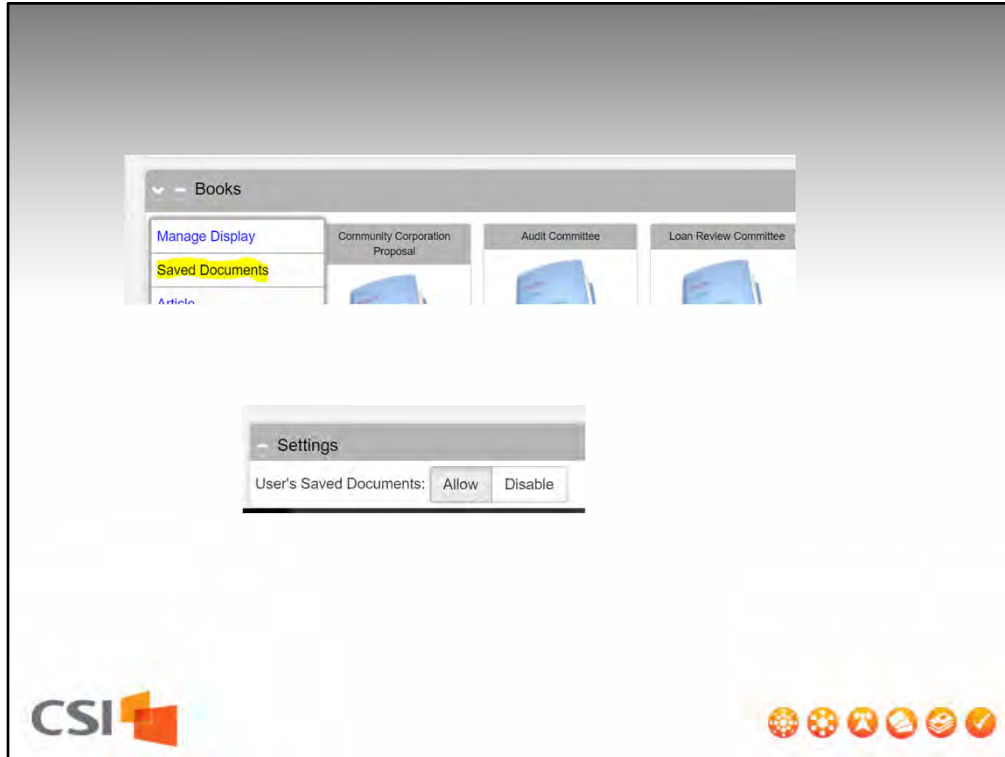 Books
Manage Display
Community Corporation
Proposal
Audit Committee
Loan Review Committee
Saved Documents
Article
Settings
User's Saved Documents: Allow Disable
CSI